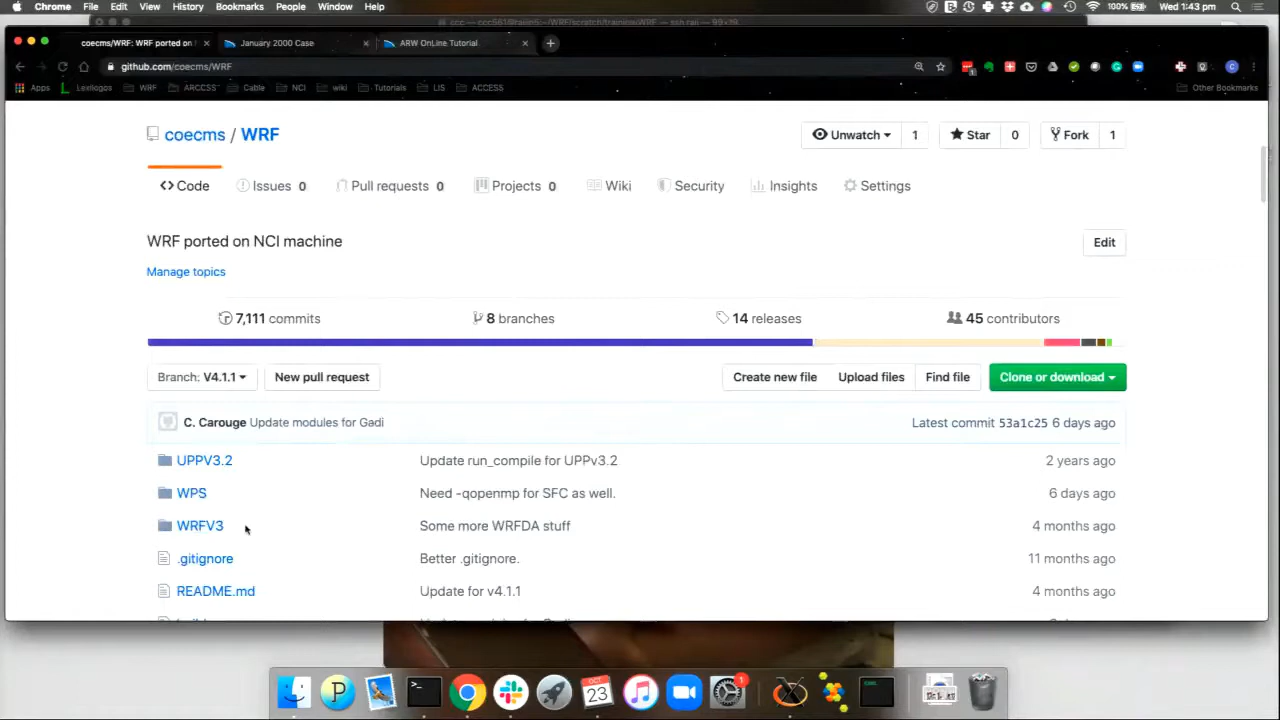 Chrome File Edit View History Bookmarks People Window Help 100% Wed 1:43 pm
coecms/WRF: WRF ported on January 2000 Case ARW OnLine Tutorial
github.com/coecms/WRF
Apps Lexilogos WRF ARCCSS Cable NCI wiki Tutorials LIS ACCESS Other Bookmarks
coecms / WRF Unwatch 1 Star 0 Fork 1
Code Issues 0 Pull requests 0 Projects 0 Wiki Security Insights Settings
WRF ported on NCI machine Edit
Manage topics
7,111 commits 8 branches 14 releases 45 contributors
Branch: V4.1.1 New pull request Create new file Upload files Find file Clone or download
C. Carouge Update modules for Gadi Latest commit 53a1c25 6 days ago
UPPV3.2 Update run_compile for UPPv3.2 2 years ago
WPS Need -qopenmp for SFC as well. 6 days ago
WRFV3 Some more WRFDA stuff 4 months ago
.gitignore Better .gitignore. 11 months ago
README.md Update for v4.1.1 4 months ago
OCT
23
1